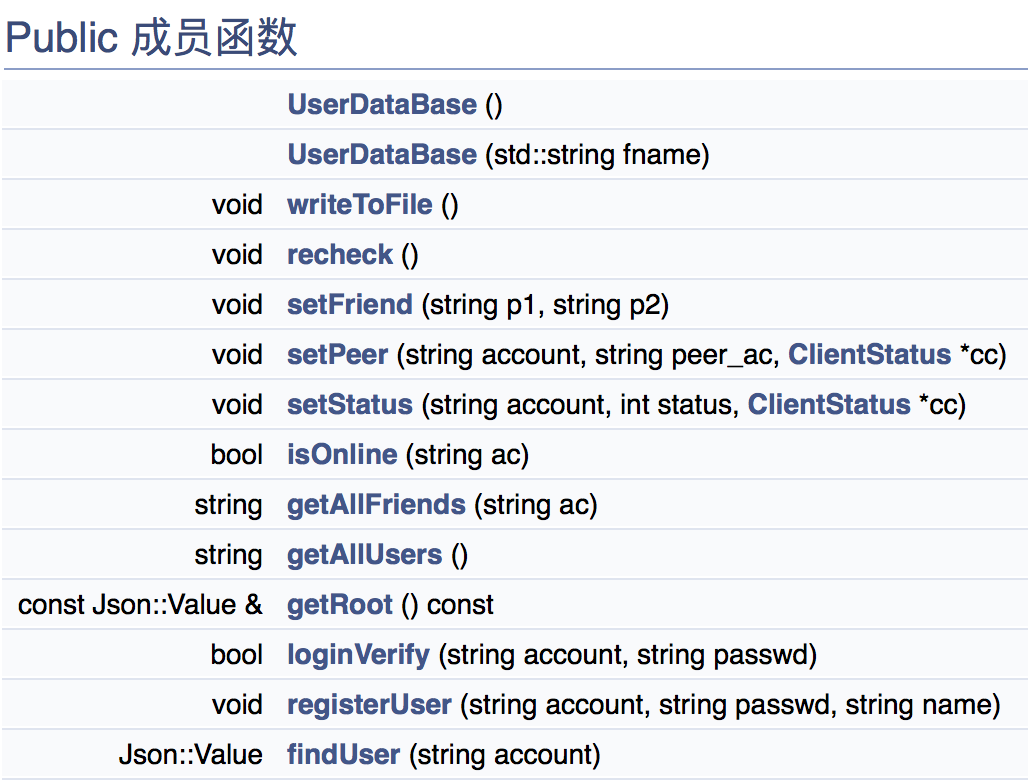 Public 成员函数
UserDataBase ()
UserDataBase (std::string fname)
void writeToFile ()
void recheck ()
void setFriend (string p1, string p2)
void setPeer (string account, string peer_ac, ClientStatus *cc)
void setStatus (string account, int status, ClientStatus *cc)
bool isOnline (string ac)
string getAllFriends (string ac)
string getAllUsers ()
const Json::Value & getRoot () const
bool loginVerify (string account, string passwd)
void registerUser (string account, string passwd, string name)
Json::Value findUser (string account)